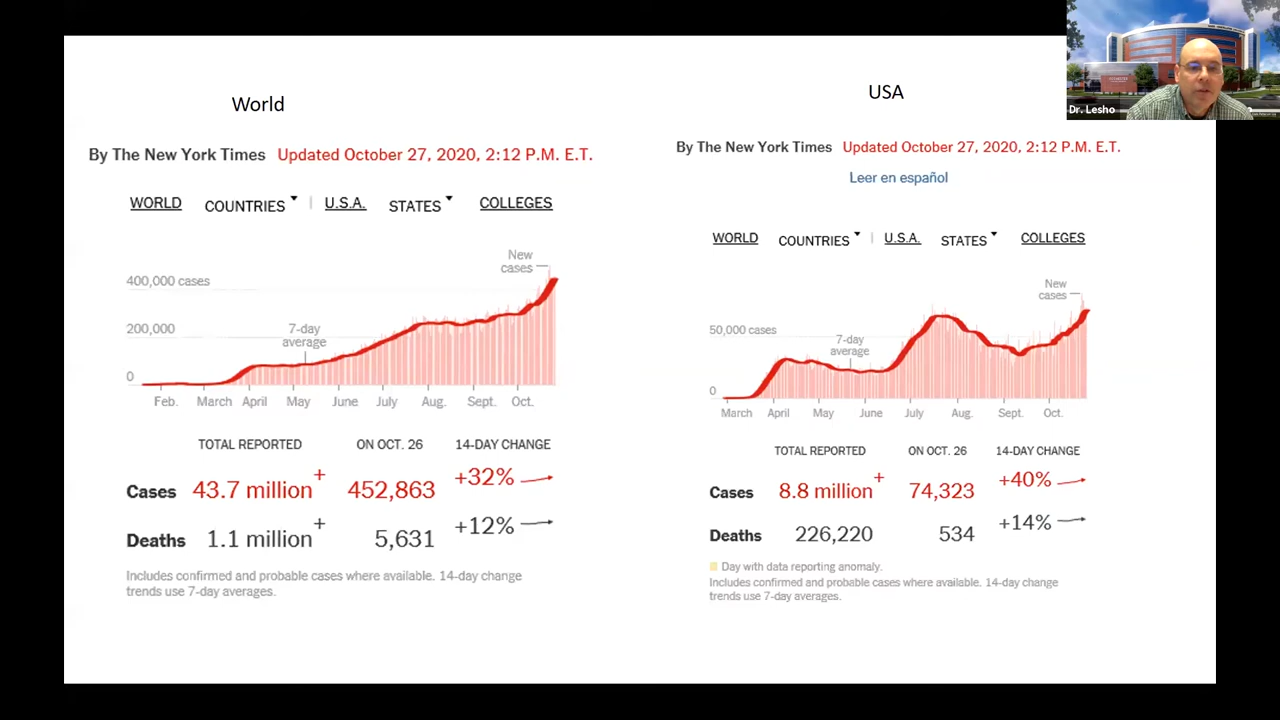 World
By The New York Times Updated October 27, 2020, 2:12 P.M. E.T.
WORLD COUNTRIES U.S.A. STATES COLLEGES
New
cases
400,000 cases
200,000
7-day
average
0
Feb. March April May June July Aug. Sept. Oct.
TOTAL REPORTED ON OCT. 26 14-DAY CHANGE
Cases 43.7 million+ 452,863 +32%
Deaths 1.1 million+ 5,631 +12%
Includes confirmed and probable cases where available. 14-day change
trends use 7-day averages.
USA
By The New York Times Updated October 27, 2020, 2:12 P.M. E.T.
Leer en español
WORLD COUNTRIES U.S.A. STATES COLLEGES
New
cases
50,000 cases
7-day
average
0
March April May June July Aug. Sept. Oct.
TOTAL REPORTED ON OCT. 26 14-DAY CHANGE
Cases 8.8 million+ 74,323 +40%
Deaths 226,220 534 +14%
Day with data reporting anomaly.
Includes confirmed and probable cases where available. 14-day change
trends use 7-day averages.
Dr. Lesho